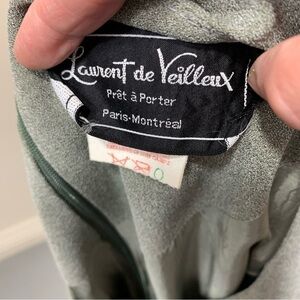 Laurent de Veilleux
Prêt à Porter
Paris-Montréal